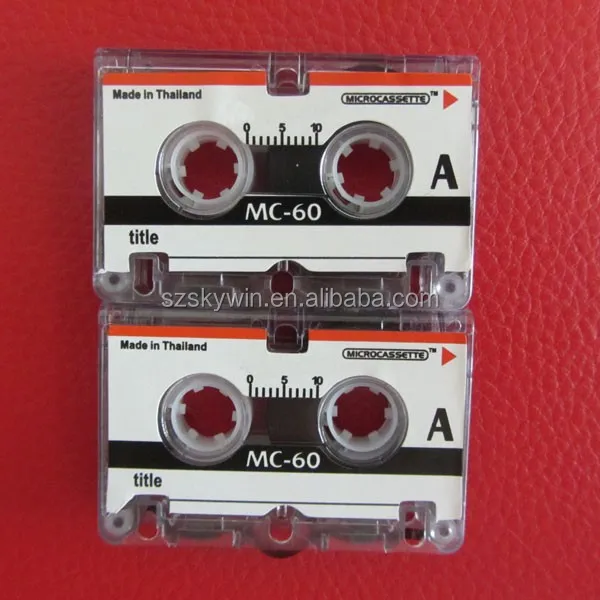 Made in Thailand
MICROCASSETTE™
0 5 10
A
MC-60
title
szskywin.en.alibaba.com
Made in Thailand
MICROCASSETTE™
0 5 10
A
MC-60
title